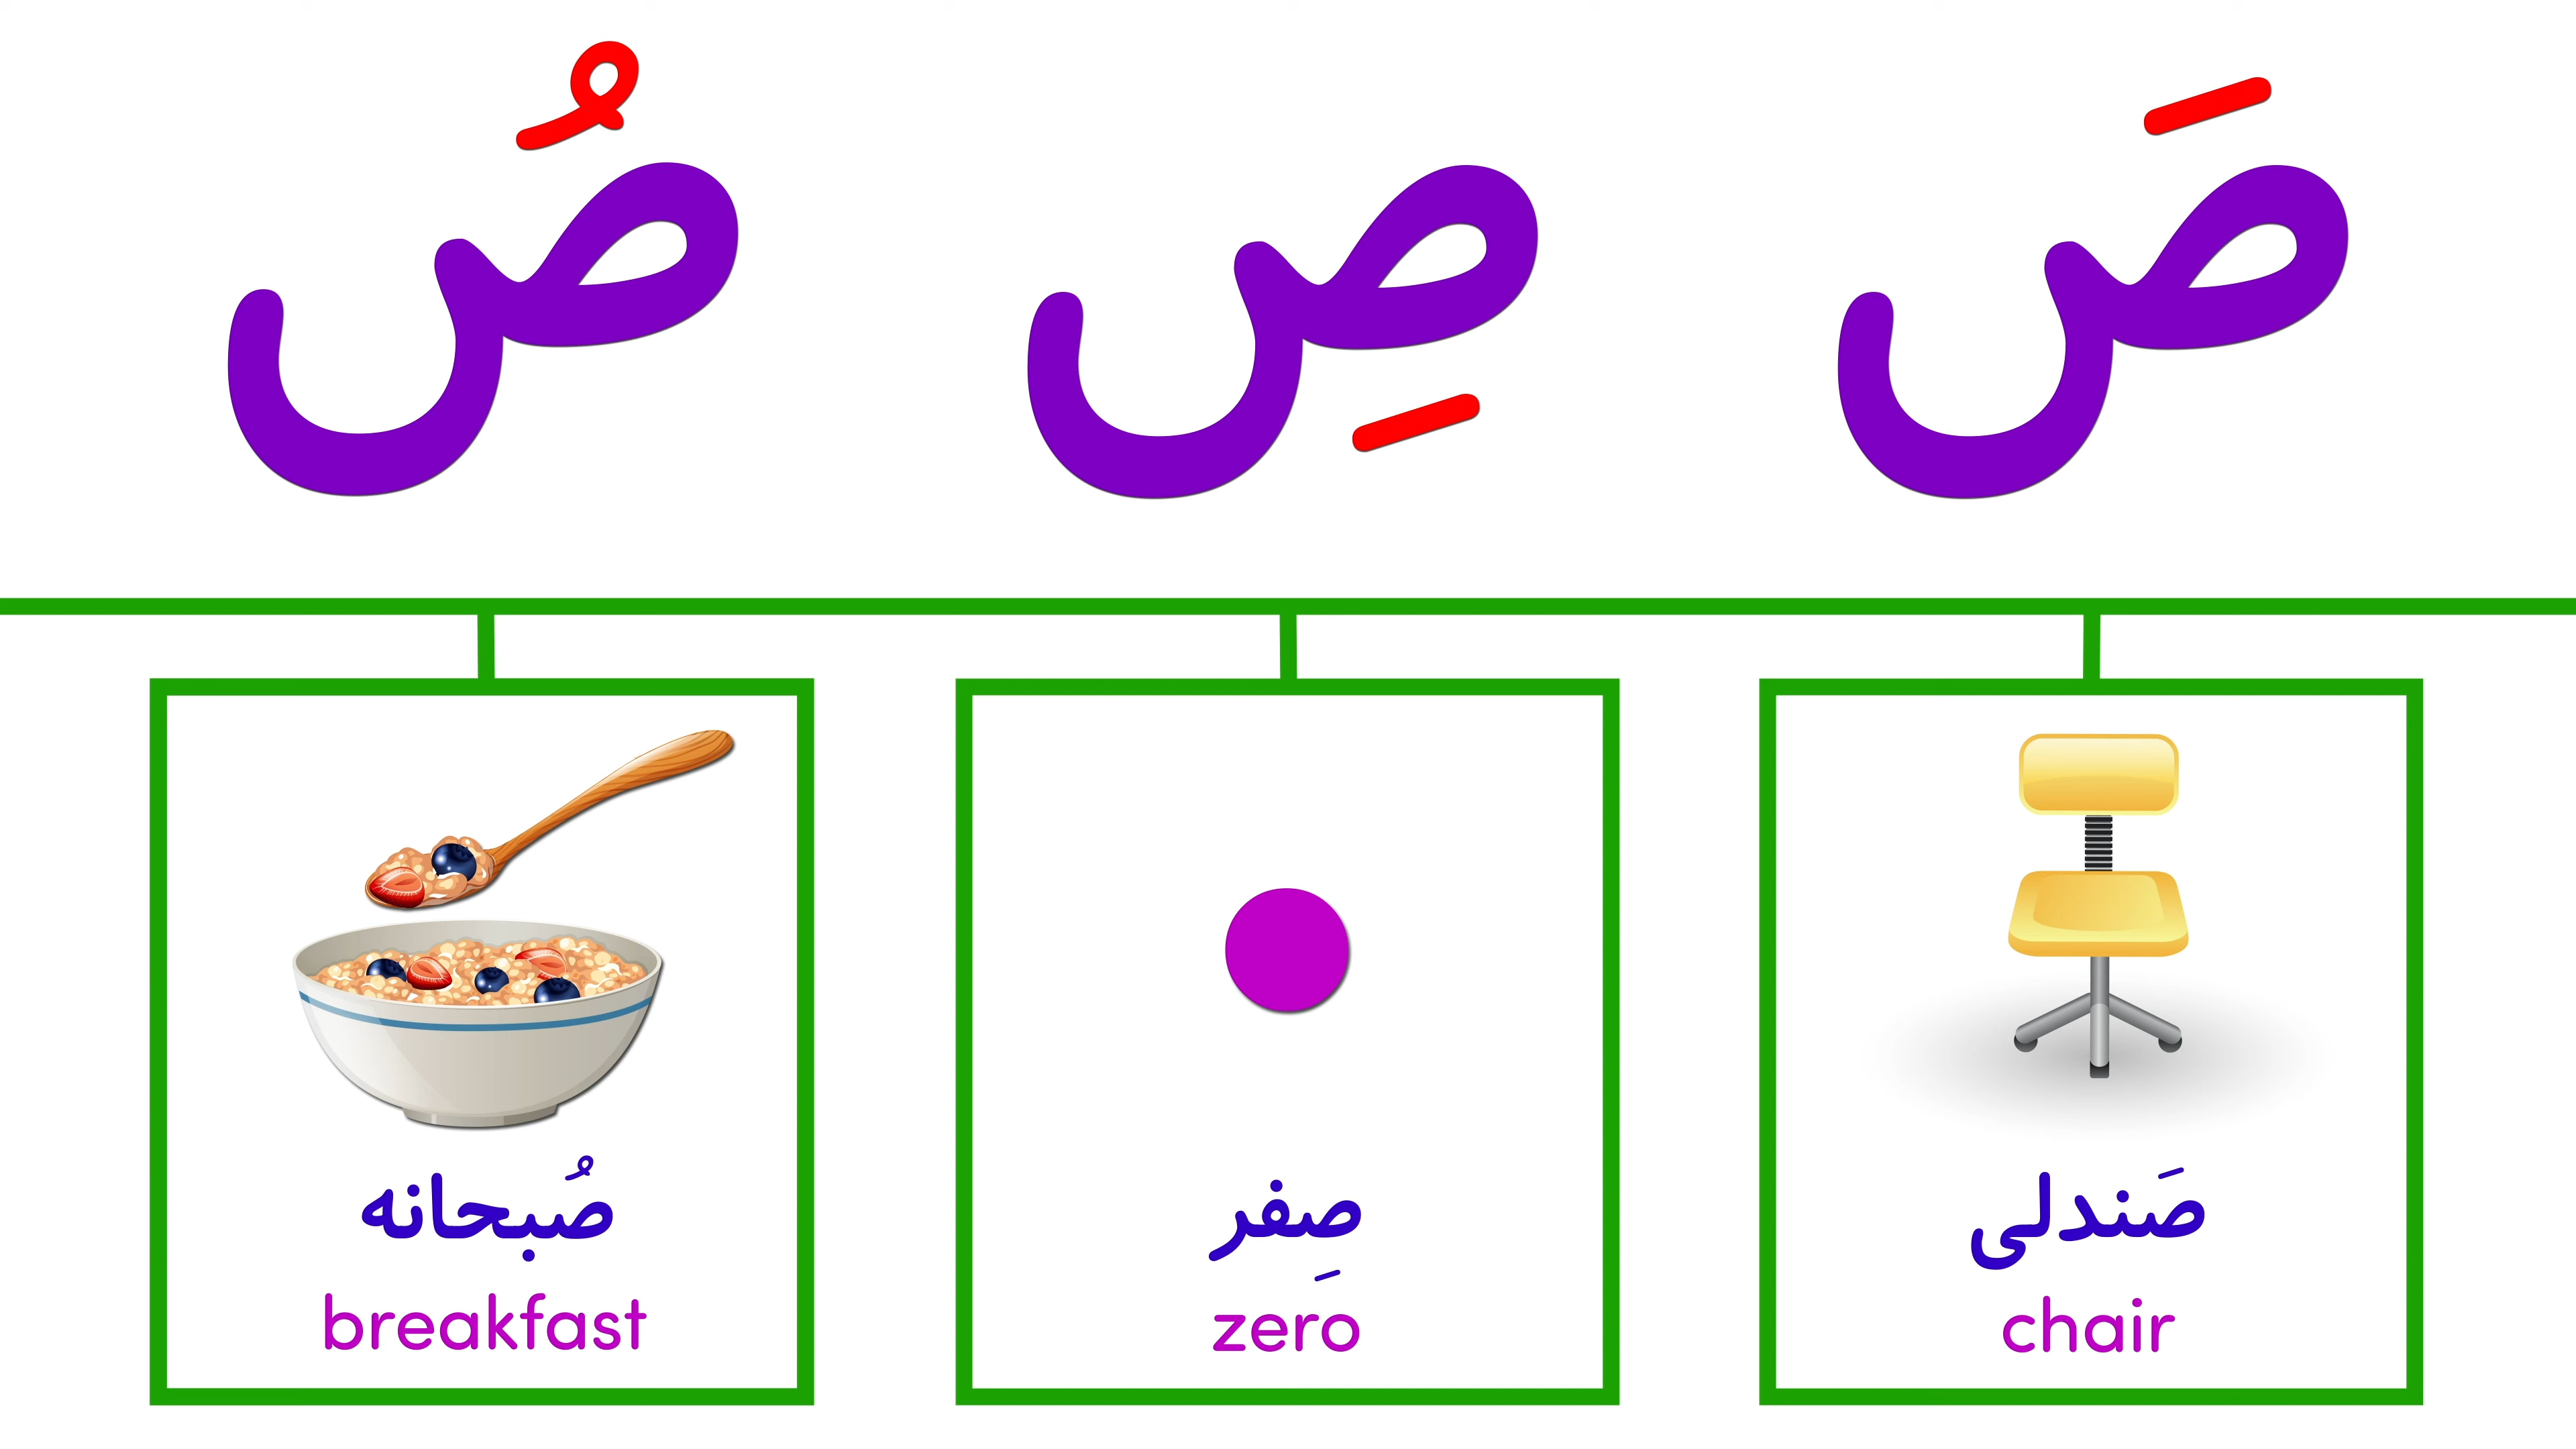 صَ
صِ
صُ
صَندلی
chair
صِفر
zero
صُبحانه
breakfast